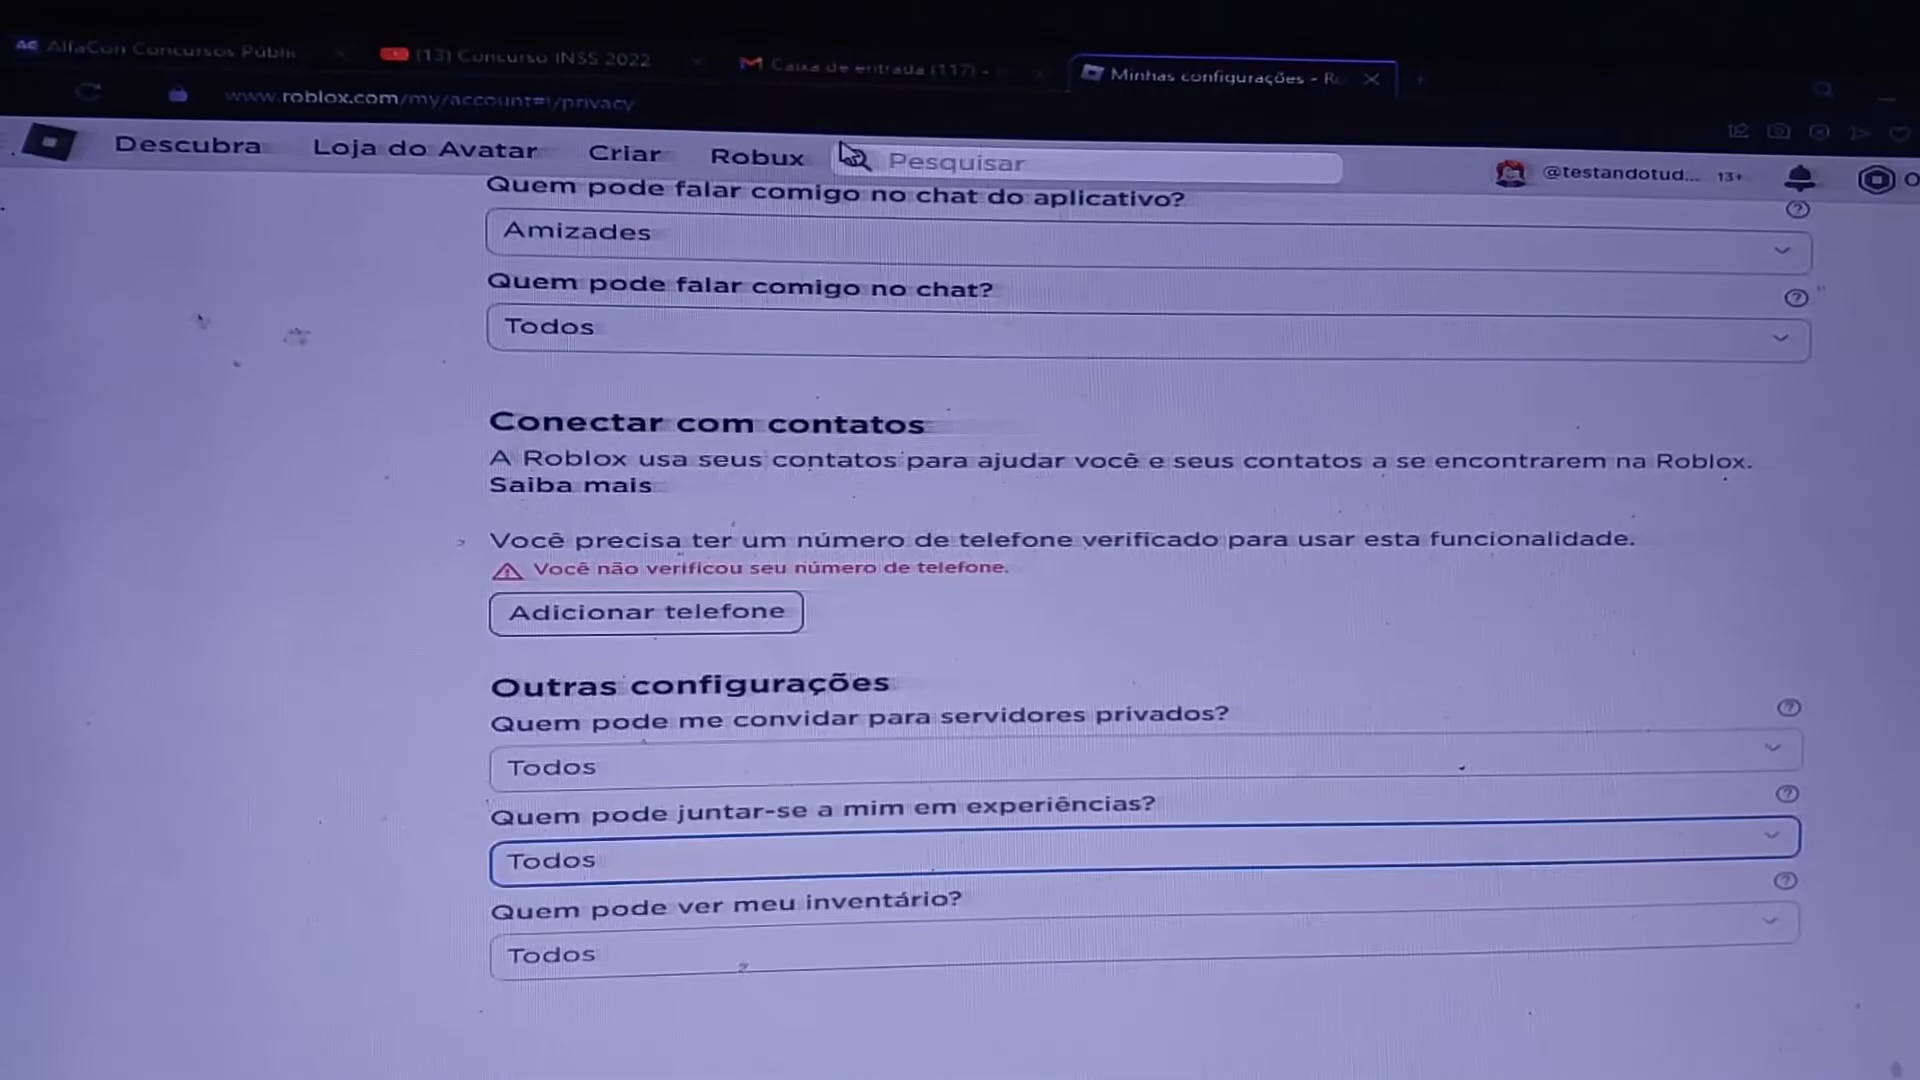 AlfaCon Concursos Públi
(13) Concurso INSS 2022
Caixa de entrada (117) -
Minhas configurações - R
www.roblox.com/my/account#!/privacy
Descubra
Loja do Avatar
Criar
Robux
Pesquisar
@testandotud... 13+
Quem pode falar comigo no chat do aplicativo?
Amizades
Quem pode falar comigo no chat?
Todos
Conectar com contatos
A Roblox usa seus contatos para ajudar você e seus contatos a se encontrarem na Roblox.
Saiba mais
Você precisa ter um número de telefone verificado para usar esta funcionalidade.
Você não verificou seu número de telefone.
Adicionar telefone
Outras configurações
Quem pode me convidar para servidores privados?
Todos
Quem pode juntar-se a mim em experiências?
Todos
Quem pode ver meu inventário?
Todos